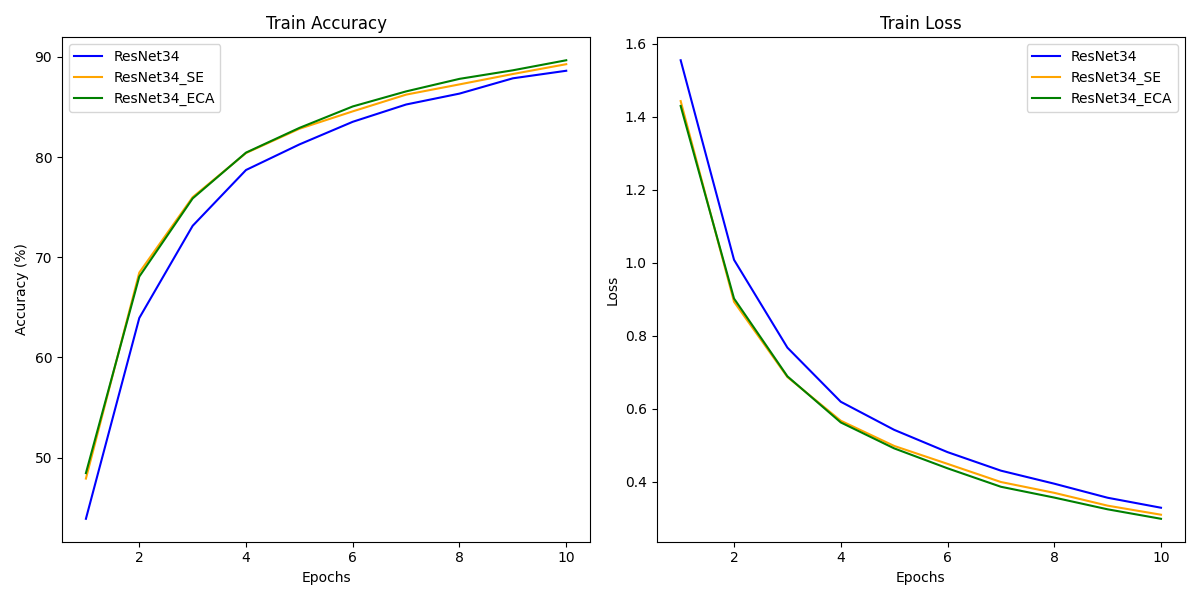 Train Accuracy
ResNet34
ResNet34_SE
ResNet34_ECA
90
80
70
60
50
Accuracy (%)
2 4 6 8 10
Epochs
Train Loss
ResNet34
ResNet34_SE
ResNet34_ECA
1.6
1.4
1.2
1.0
0.8
0.6
0.4
Loss
2 4 6 8 10
Epochs